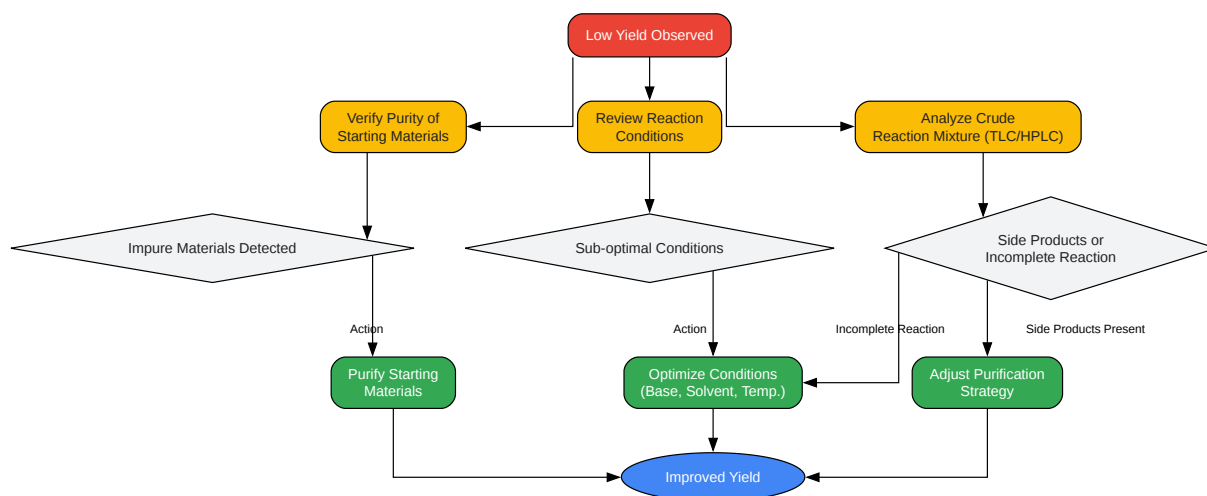 Low Yield Observed
Verify Purity of
Starting Materials
Review Reaction
Conditions
Analyze Crude
Reaction Mixture (TLC/HPLC)
Impure Materials Detected
Sub-optimal Conditions
Side Products or
Incomplete Reaction
Action
Action
Incomplete Reaction
Side Products Present
Purify Starting
Materials
Optimize Conditions
(Base, Solvent, Temp.)
Adjust Purification
Strategy
Improved Yield